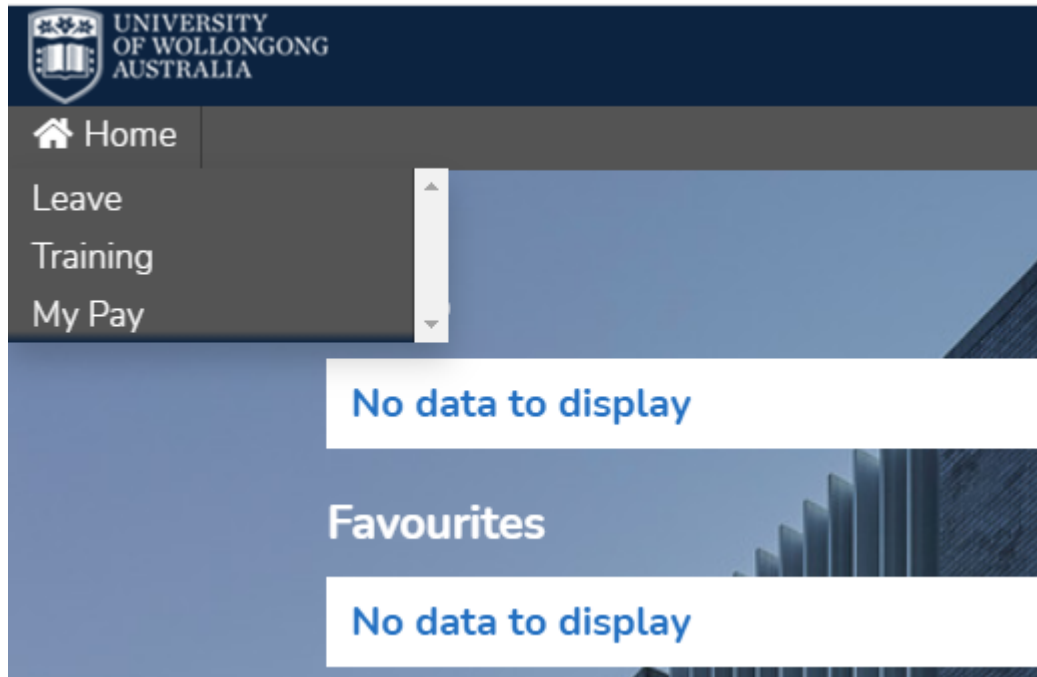 UNIVERSITY
OF WOLLONGONG
AUSTRALIA
Home
Leave
Training
My Pay
No data to display
Favourites
No data to display